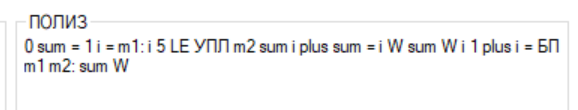 ПОЛИЗ
0 sum = 1 i = m1: i 5 LE УПЛ m2 sum i plus sum = i W sum W i 1 plus i = БП
m1 m2: sum W